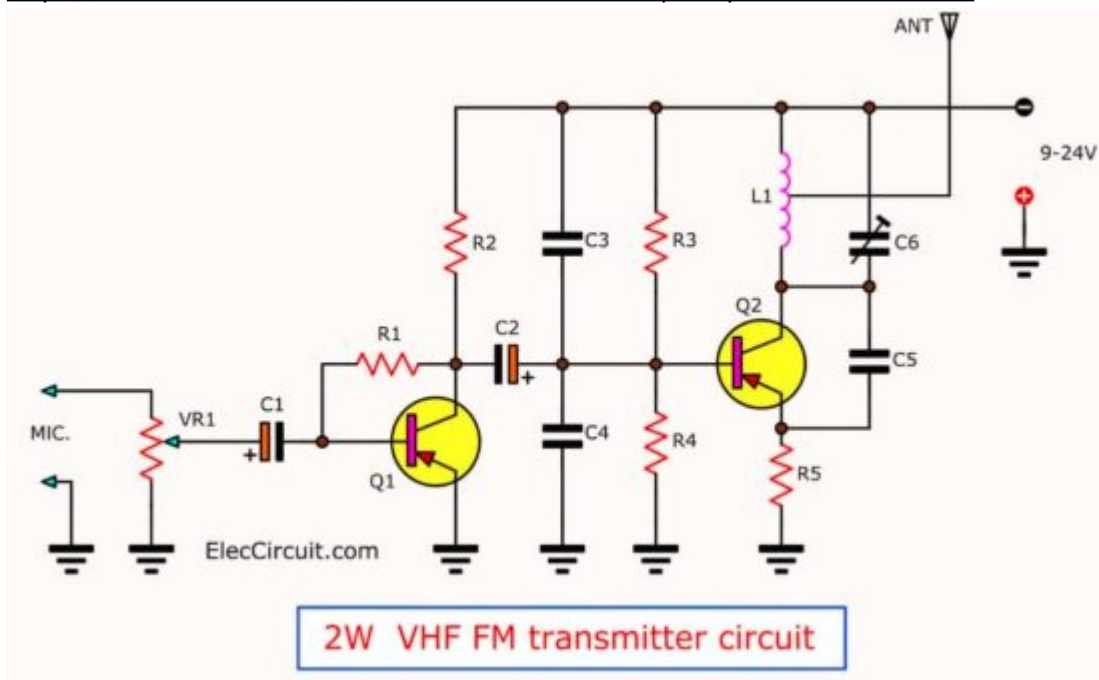 ANT
9-24V
L1
R2
C3
R3
C6
Q2
R1
C2
C5
C1
VR1
MIC.
C4
R4
Q1
R5
ElecCircuit.com
2W VHF FM transmitter circuit